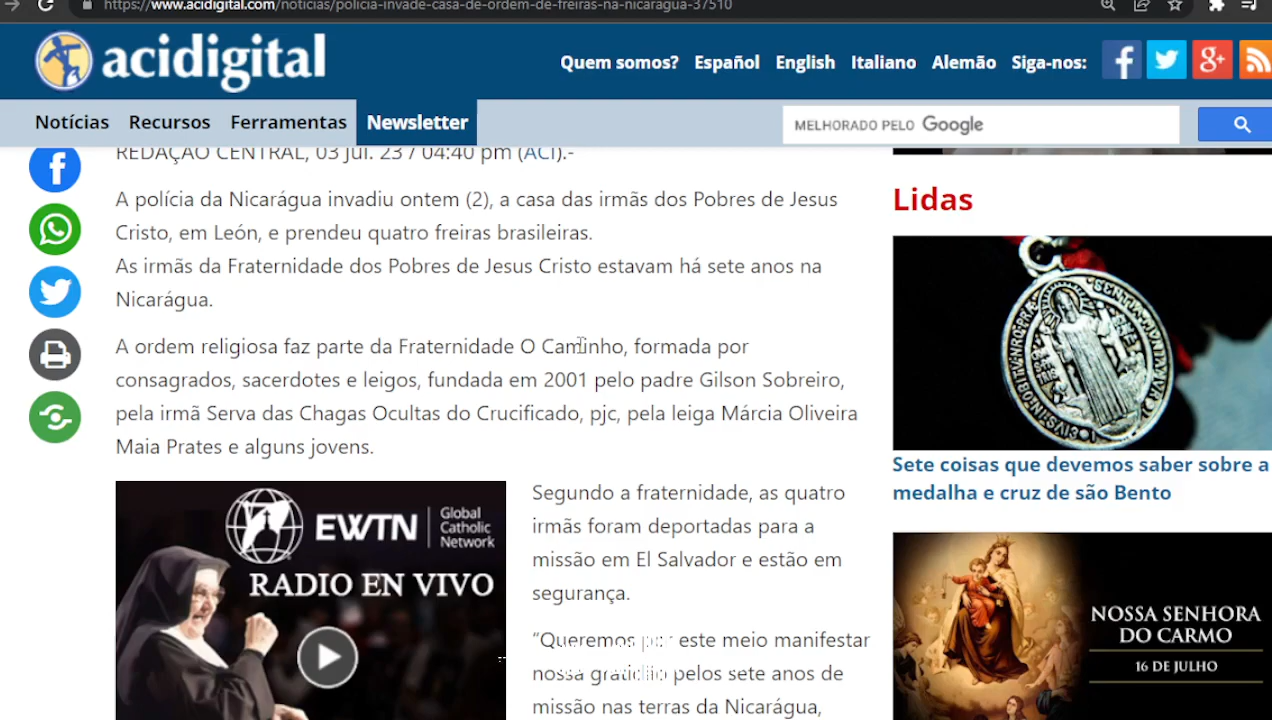 https://www.acidigital.com/noticias/policia-invade-casa-de-ordem-de-freiras-na-nicaragua-37510
acidigital
Quem somos? Español English Italiano Alemão Siga-nos:
Notícias Recursos Ferramentas Newsletter
MELHORADO PELO Google
REDAÇÃO CENTRAL, 03 Jul. 23 / 04:40 pm (ACI).-
A polícia da Nicarágua invadiu ontem (2), a casa das irmãs dos Pobres de Jesus
Cristo, em León, e prendeu quatro freiras brasileiras.
As irmãs da Fraternidade dos Pobres de Jesus Cristo estavam há sete anos na
Nicarágua.
A ordem religiosa faz parte da Fraternidade O Caminho, formada por
consagrados, sacerdotes e leigos, fundada em 2001 pelo padre Gilson Sobreiro,
pela irmã Serva das Chagas Ocultas do Crucificado, pjc, pela leiga Márcia Oliveira
Maia Prates e alguns jovens.
EWTN Global
Catholic
Network
RADIO EN VIVO
Segundo a fraternidade, as quatro
irmãs foram deportadas para a
missão em El Salvador e estão em
segurança.
“Queremos por este meio manifestar
nossa gratidão pelos sete anos de
missão nas terras da Nicarágua,
Lidas
Sete coisas que devemos saber sobre a
medalha e cruz de são Bento
NOSSA SENHORA
DO CARMO
16 DE JULHO